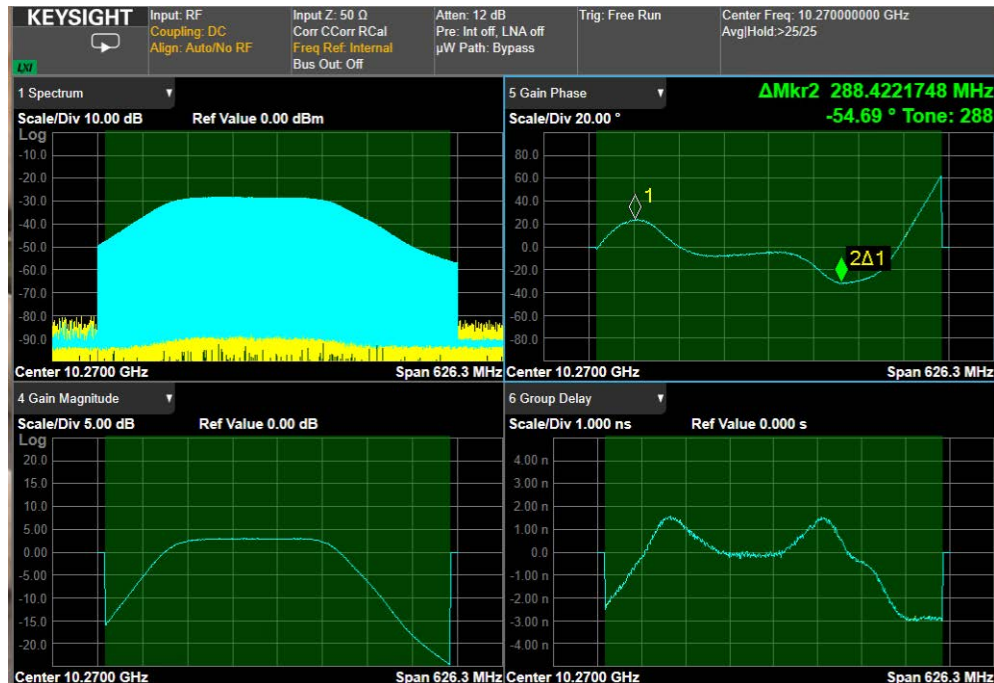 KEYSIGHT
LXI
Input: RF
Coupling: DC
Align: Auto/No RF
Input Z: 50 Ω
Corr CCorr RCal
Freq Ref: Internal
Bus Out: Off
Atten: 12 dB
Pre: Int off, LNA off
µW Path: Bypass
Trig: Free Run
Center Freq: 10.270000000 GHz
Avg|Hold:>25/25
1 Spectrum
Scale/Div 10.00 dB
Ref Value 0.00 dBm
Log
-10.0
-20.0
-30.0
-40.0
-50.0
-60.0
-70.0
-80.0
-90.0
Center 10.2700 GHz
Span 626.3 MHz
5 Gain Phase
ΔMkr2 288.4221748 MHz
Scale/Div 20.00 °
-54.69 ° Tone: 288
80.0
60.0
40.0
20.0
0.0
-20.0
-40.0
-60.0
-80.0
1
2Δ1
Center 10.2700 GHz
Span 626.3 MHz
4 Gain Magnitude
Scale/Div 5.00 dB
Ref Value 0.00 dB
Log
20.0
15.0
10.0
5.00
0.00
-5.00
-10.0
-15.0
-20.0
Center 10.2700 GHz
Span 626.3 MHz
6 Group Delay
Scale/Div 1.000 ns
Ref Value 0.000 s
4.00 n
3.00 n
2.00 n
1.00 n
0.0
-1.00 n
-2.00 n
-3.00 n
-4.00 n
Center 10.2700 GHz
Span 626.3 MHz